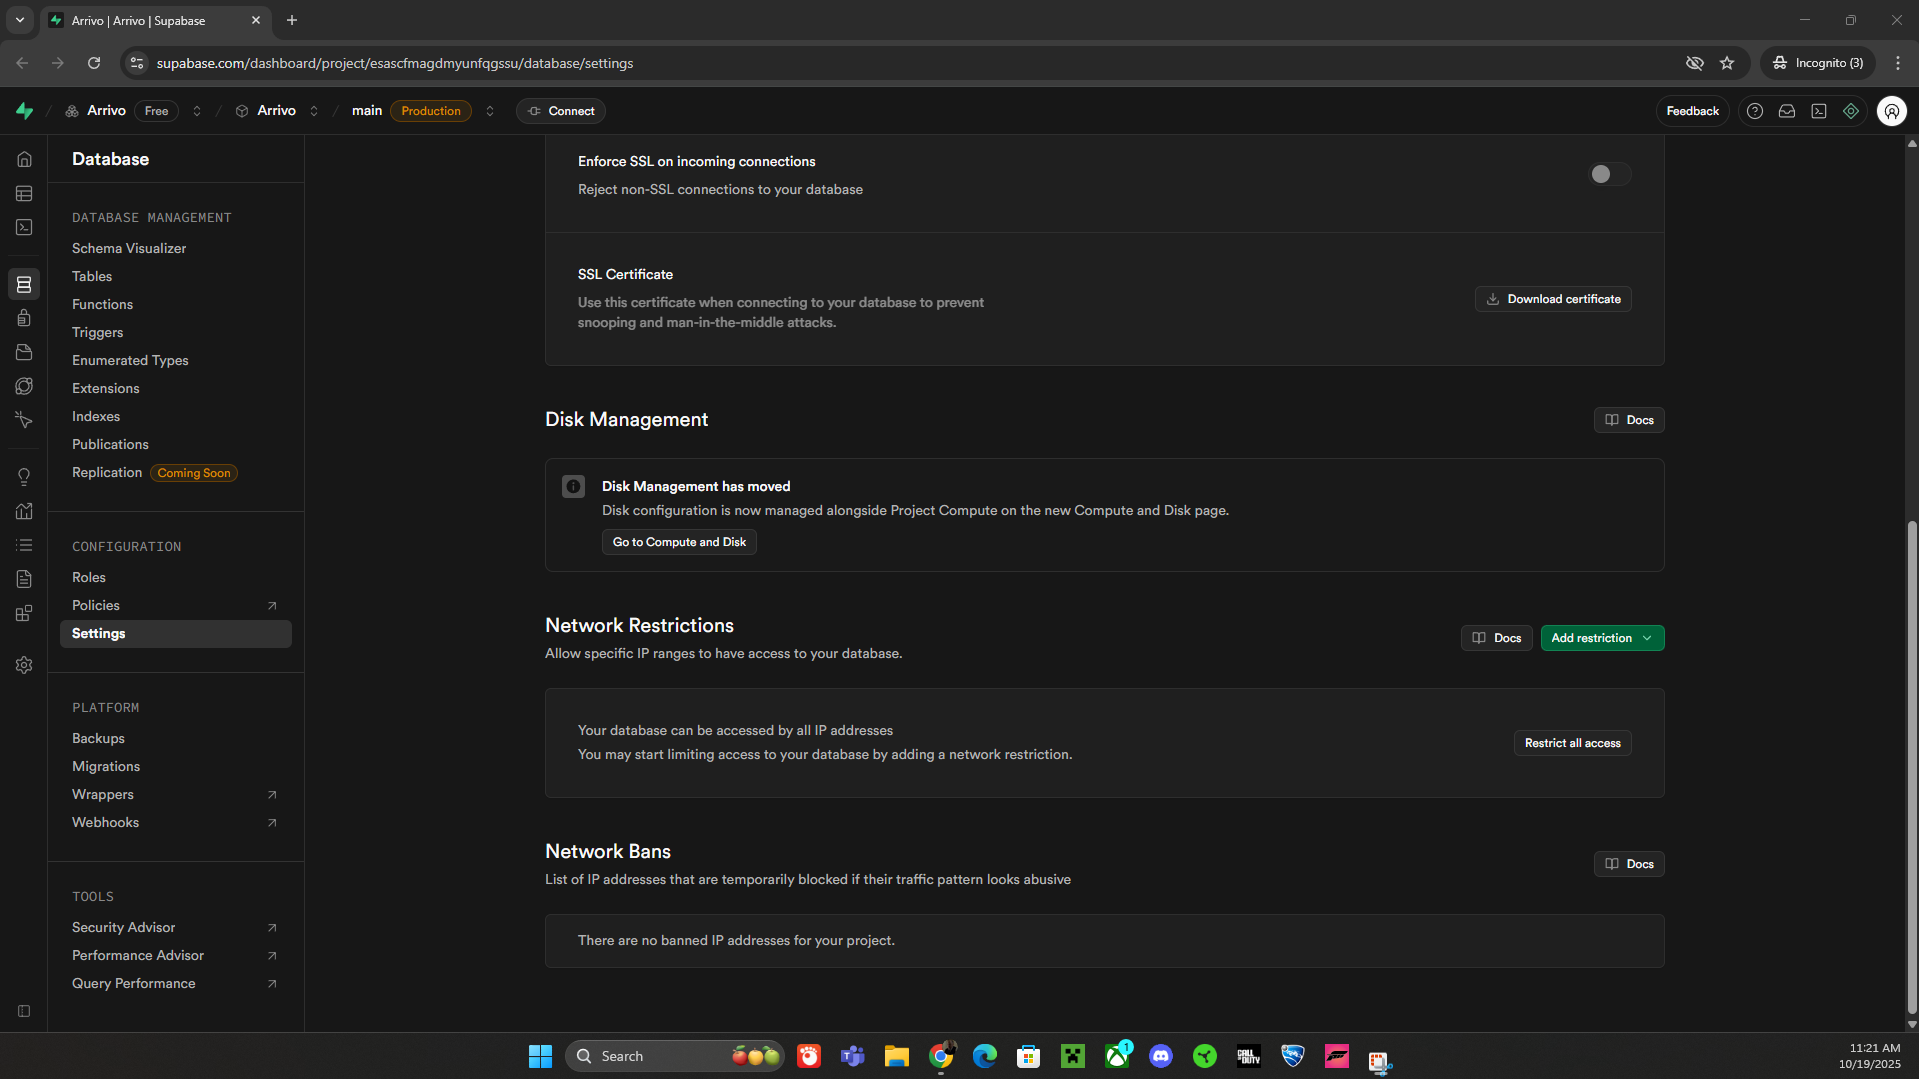 Arrivo | Arrivo | Supabase
supabase.com/dashboard/project/esascfmagdmyunfqgssu/database/settings
Incognito (3)
Arrivo Free Arrivo main Production Connect
Feedback
Database
DATABASE MANAGEMENT
Schema Visualizer
Tables
Functions
Triggers
Enumerated Types
Extensions
Indexes
Publications
Replication Coming Soon
CONFIGURATION
Roles
Policies
Settings
PLATFORM
Backups
Migrations
Wrappers
Webhooks
TOOLS
Security Advisor
Performance Advisor
Query Performance
Enforce SSL on incoming connections
Reject non-SSL connections to your database
SSL Certificate
Use this certificate when connecting to your database to prevent
snooping and man-in-the-middle attacks.
Download certificate
Disk Management
Docs
Disk Management has moved
Disk configuration is now managed alongside Project Compute on the new Compute and Disk page.
Go to Compute and Disk
Network Restrictions
Allow specific IP ranges to have access to your database.
Docs
Add restriction
Your database can be accessed by all IP addresses
You may start limiting access to your database by adding a network restriction.
Restrict all access
Network Bans
List of IP addresses that are temporarily blocked if their traffic pattern looks abusive
Docs
There are no banned IP addresses for your project.
Search
1
CALL DUTY
11:21 AM
10/19/2025